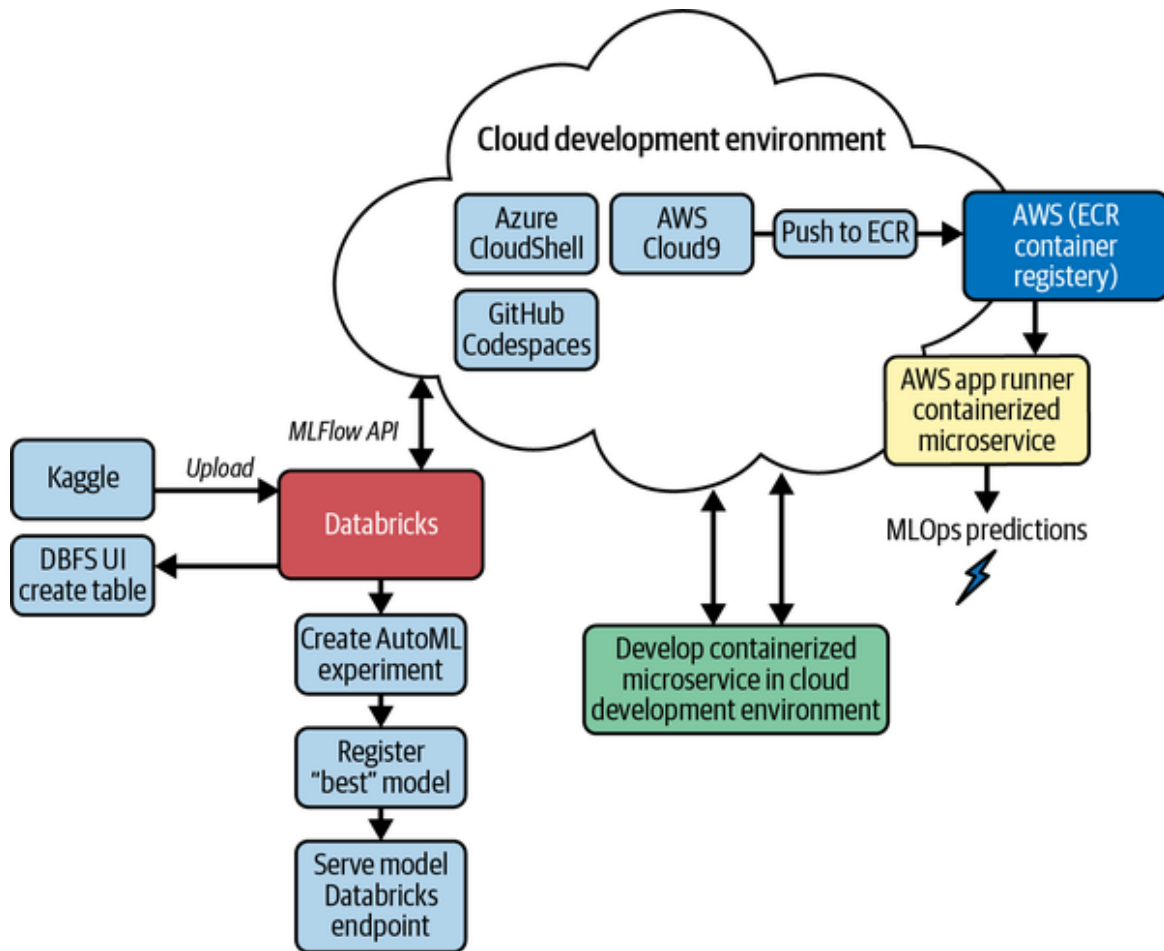 Cloud development environment
Azure
CloudShell
AWS
Cloud9
Push to ECR
AWS (ECR
container
registery)
GitHub
Codespaces
AWS app runner
containerized
microservice
MLFlow API
Kaggle
Upload
Databricks
MLOps predictions
DBFS UI
create table
Create AutoML
experiment
Develop containerized
microservice in cloud
development environment
Register
“best” model
Serve model
Databricks
endpoint